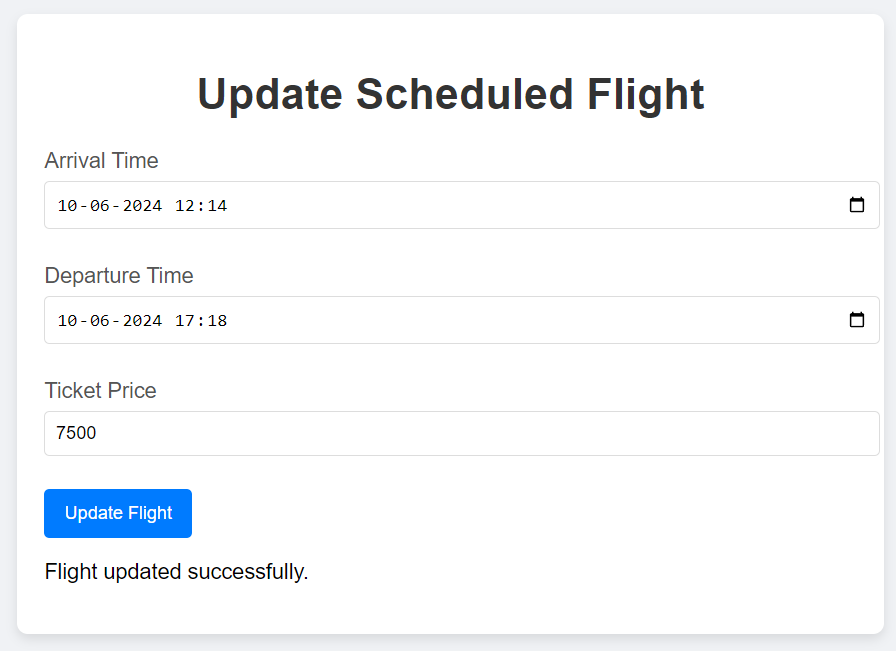 Update Scheduled Flight
Arrival Time
10-06-2024 12:14
Departure Time
10-06-2024 17:18
Ticket Price
7500
Update Flight
Flight updated successfully.